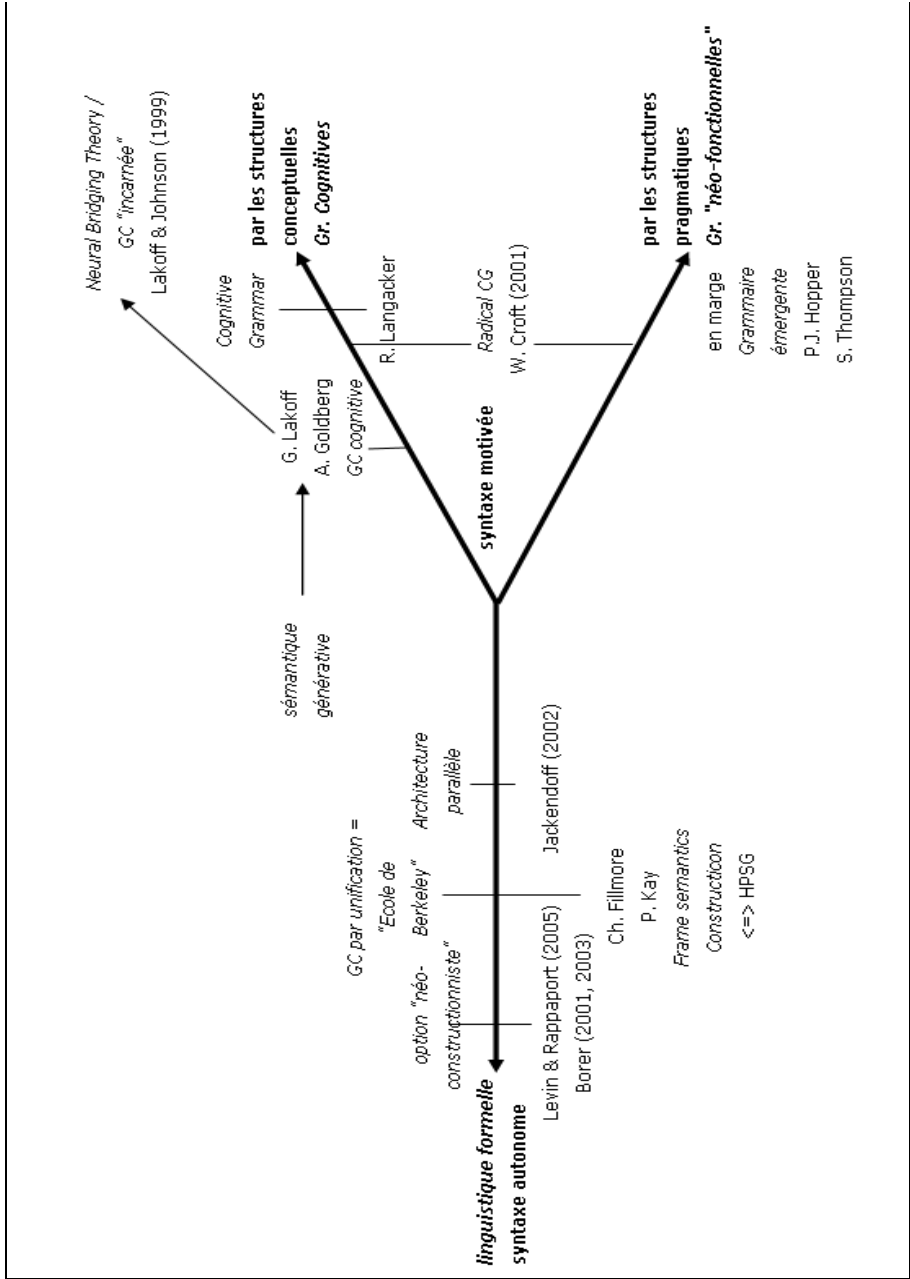 Neural Bridging Theory /
GC "incarnée"
Lakoff & Johnson (1999)
par les structures
conceptuelles
Gr. Cognitives
Cognitive
Grammar
R. Langacker
G. Lakoff
A. Goldberg
GC cognitive
sémantique
générative
Radical CG
W. Croft (2001)
syntaxe motivée
par les structures
pragmatiques
Gr. "néo-fonctionnelles"
en marge
Grammaire
émergente
P.J. Hopper
S. Thompson
GC par unification =
"Ecole de
Berkeley"
Architecture
parallèle
Jackendoff (2002)
option "néo-
constructionniste"
Levin & Rappaport (2005)
Borer (2001, 2003)
Ch. Fillmore
P. Kay
Frame semantics
Constructicon
<=> HPSG
linguistique formelle
syntaxe autonome